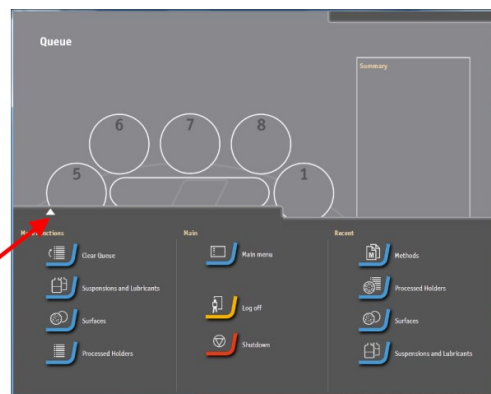 Queue
Summary
6 7 8
5 1
Main Recent
Clear Queue Main menu Methods
Suspensions and Lubricants Log off Processed Holders
Surfaces Shutdown Surfaces
Processed Holders Suspensions and Lubricants